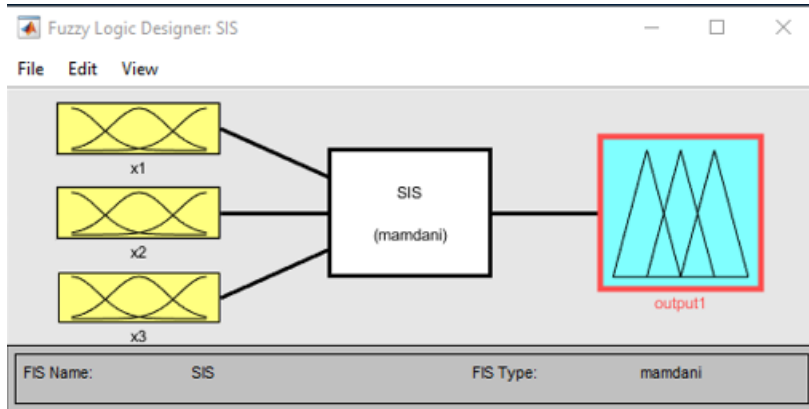 Fuzzy Logic Designer: SIS
File Edit View
x1
x2
x3
SIS
(mamdani)
output1
FIS Name: SIS FIS Type: mamdani